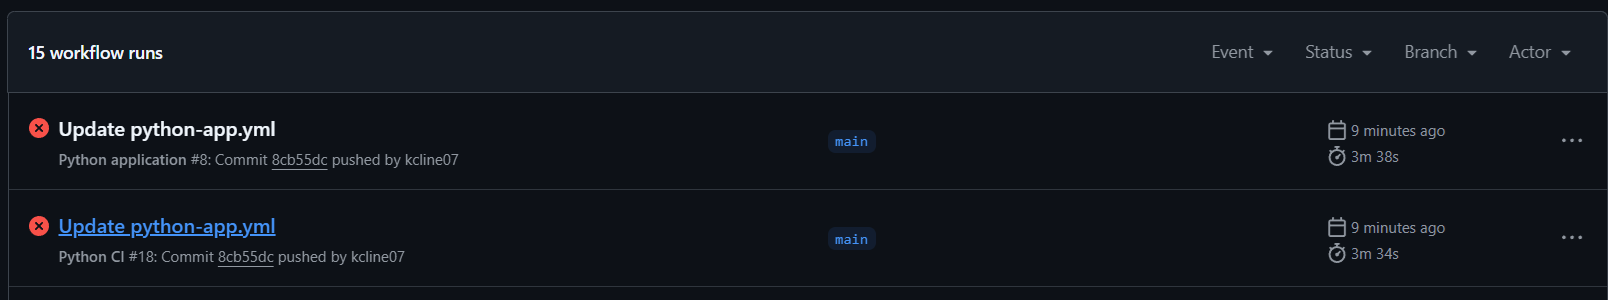 15 workflow runs
Event Status Branch Actor
Update python-app.yml
Python application #8: Commit 8cb55dc pushed by kcline07
main
9 minutes ago
3m 38s
Update python-app.yml
Python CI #18: Commit 8cb55dc pushed by kcline07
main
9 minutes ago
3m 34s